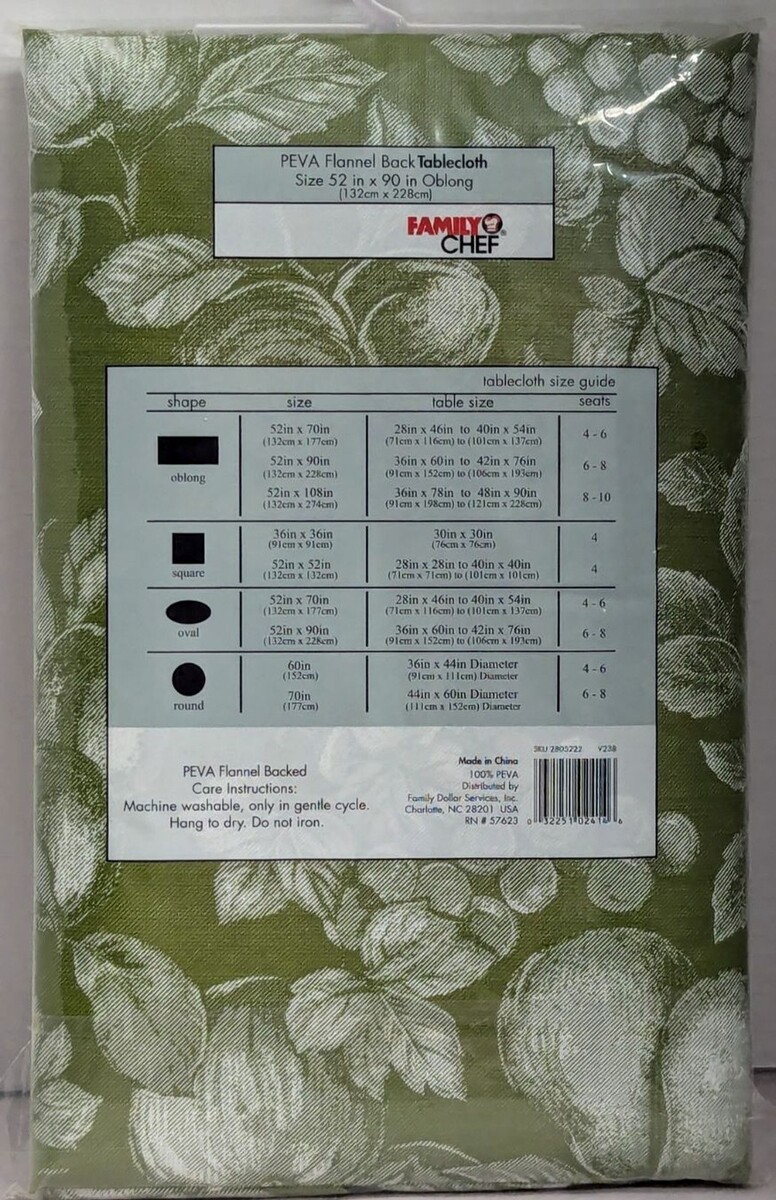 PEVA Flannel Back Tablecloth
Size 52 in x 90 in Oblong
(132cm x 228cm)
FAMILY CHEF®
tablecloth size guide
shape size table size seats
oblong
52in x 70in 28in x 46in to 40in x 54in 4 - 6
(132cm x 177cm) (71cm x 116cm) to (101cm x 137cm)
52in x 90in 36in x 60in to 42in x 76in 6 - 8
(132cm x 228cm) (91cm x 152cm) to (106cm x 193cm)
52in x 108in 36in x 78in to 48in x 90in 8 - 10
(132cm x 274cm) (91cm x 198cm) to (121cm x 228cm)
square
36in x 36in 30in x 30in 4
(91cm x 91cm) (76cm x 76cm)
52in x 52in 28in x 28in to 40in x 40in 4
(132cm x 132cm) (71cm x 71cm) to (101cm x 101cm)
oval
52in x 70in 28in x 46in to 40in x 54in 4 - 6
(132cm x 177cm) (71cm x 116cm) to (101cm x 137cm)
52in x 90in 36in x 60in to 42in x 76in 6 - 8
(132cm x 228cm) (91cm x 152cm) to (106cm x 193cm)
round
60in 36in x 44in Diameter 4 - 6
(152cm) (91cm x 111cm) Diameter
70in 44in x 60in Diameter 6 - 8
(177cm) (111cm x 152cm) Diameter
PEVA Flannel Backed
Care Instructions:
Machine washable, only in gentle cycle.
Hang to dry. Do not iron.
Made in China
100% PEVA
Distributed by
Family Dollar Services, Inc.
Charlotte, NC 28201 USA
RN # 57623
SKU 2805222 V238
0 32251 02414 6